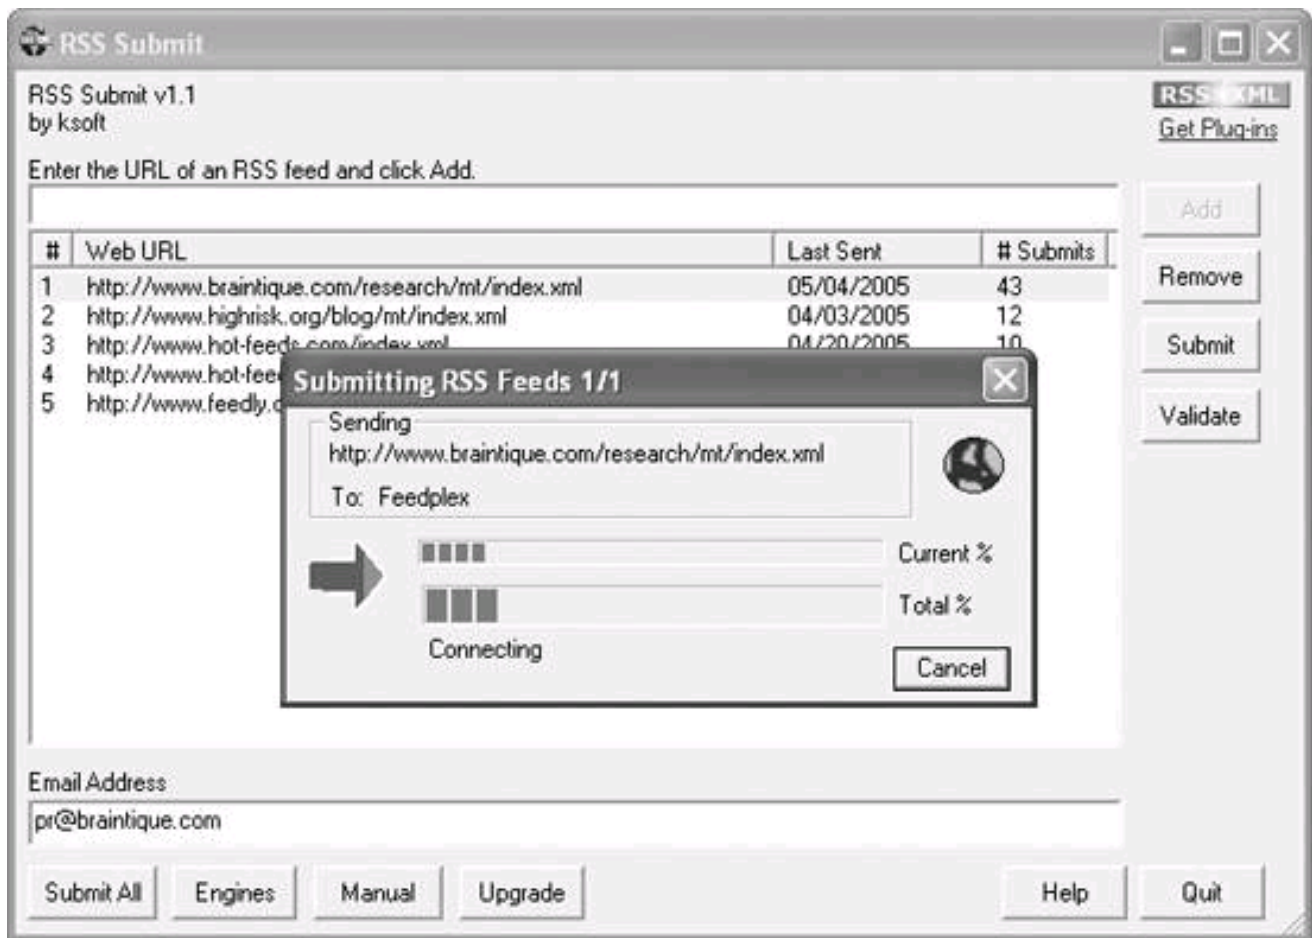 RSS Submit
RSS Submit v1.1
by ksoft
RSS XML
Get Plug-ins
Enter the URL of an RSS feed and click Add.
Add
# Web URL Last Sent # Submits
1 http://www.braintique.com/research/mt/index.xml 05/04/2005 43
2 http://www.highrisk.org/blog/mt/index.xml 04/03/2005 12
3 http://www.hot-feeds.com/index.xml 04/20/2005 10
4 http://www.hot-fee
5 http://www.feedly.
Remove
Submit
Validate
Submitting RSS Feeds 1/1
Sending
http://www.braintique.com/research/mt/index.xml
To: Feedplex
Current %
Total %
Connecting
Cancel
Email Address
pr@braintique.com
Submit All Engines Manual Upgrade Help Quit